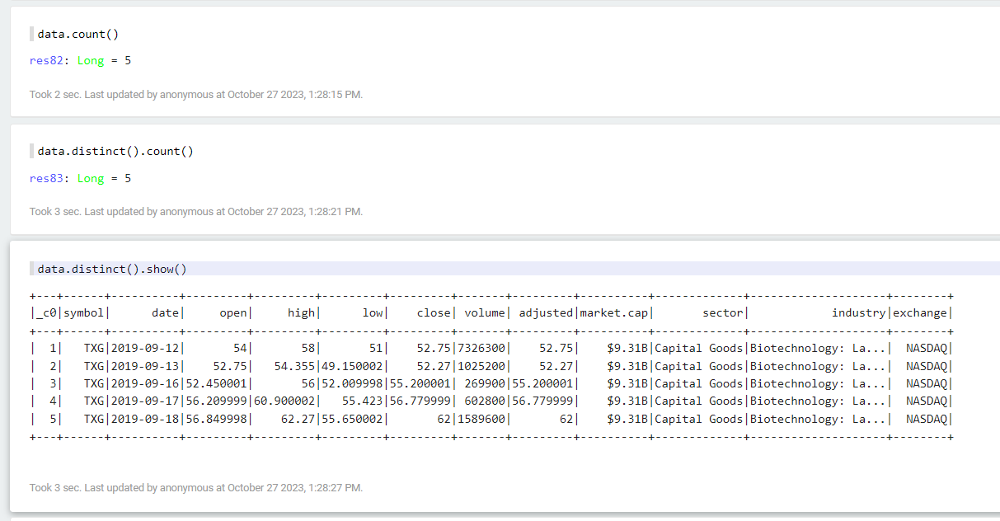 data.count()
res82: Long = 5
Took 2 sec. Last updated by anonymous at October 27 2023, 1:28:15 PM.
data.distinct().count()
res83: Long = 5
Took 3 sec. Last updated by anonymous at October 27 2023, 1:28:21 PM.
data.distinct().show()
+---+------+----------+---------+---------+---------+---------+-------+---------+----------+-------------+--------------------+--------+
|_c0|symbol|      date|     open|     high|      low|    close| volume| adjusted|market.cap|       sector|            industry|exchange|
+---+------+----------+---------+---------+---------+---------+-------+---------+----------+-------------+--------------------+--------+
|  1|   TXG|2019-09-12|       54|       58|       51|    52.75|7326300|    52.75|    $9.31B|Capital Goods|Biotechnology: La...|  NASDAQ|
|  2|   TXG|2019-09-13|    52.75|   54.355|49.150002|    52.27|1025200|    52.27|    $9.31B|Capital Goods|Biotechnology: La...|  NASDAQ|
|  3|   TXG|2019-09-16|52.450001|       56|52.009998|55.200001| 269900|55.200001|    $9.31B|Capital Goods|Biotechnology: La...|  NASDAQ|
|  4|   TXG|2019-09-17|56.209999|60.900002|   55.423|56.779999| 602800|56.779999|    $9.31B|Capital Goods|Biotechnology: La...|  NASDAQ|
|  5|   TXG|2019-09-18|56.849998|    62.27|55.650002|       62|1589600|       62|    $9.31B|Capital Goods|Biotechnology: La...|  NASDAQ|
+---+------+----------+---------+---------+---------+---------+-------+---------+----------+-------------+--------------------+--------+
Took 3 sec. Last updated by anonymous at October 27 2023, 1:28:27 PM.